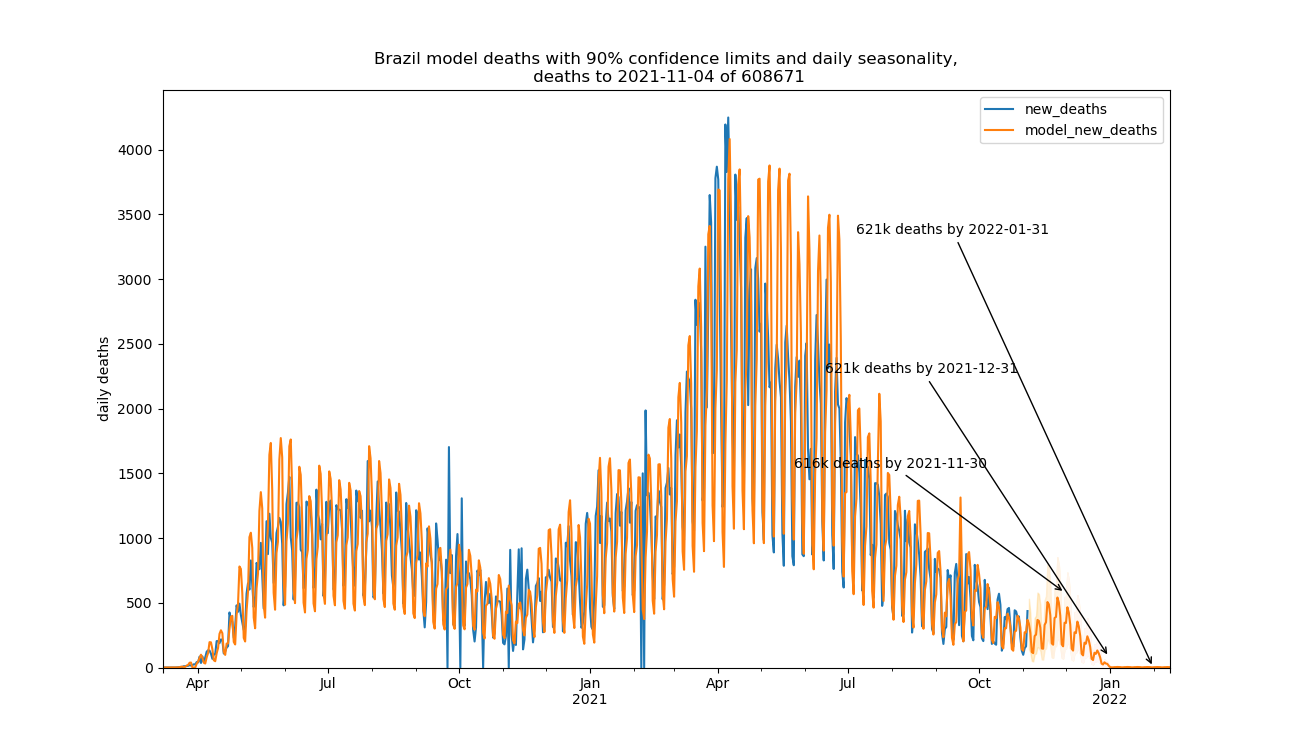 Brazil model deaths with 90% confidence limits and daily seasonality,
deaths to 2021-11-04 of 608671
new_deaths
model_new_deaths
daily deaths
4000
3500
3000
2500
2000
1500
1000
500
0
621k deaths by 2022-01-31
621k deaths by 2021-12-31
616k deaths by 2021-11-30
Apr
Jul
Oct
Jan
2021
Apr
Jul
Oct
Jan
2022